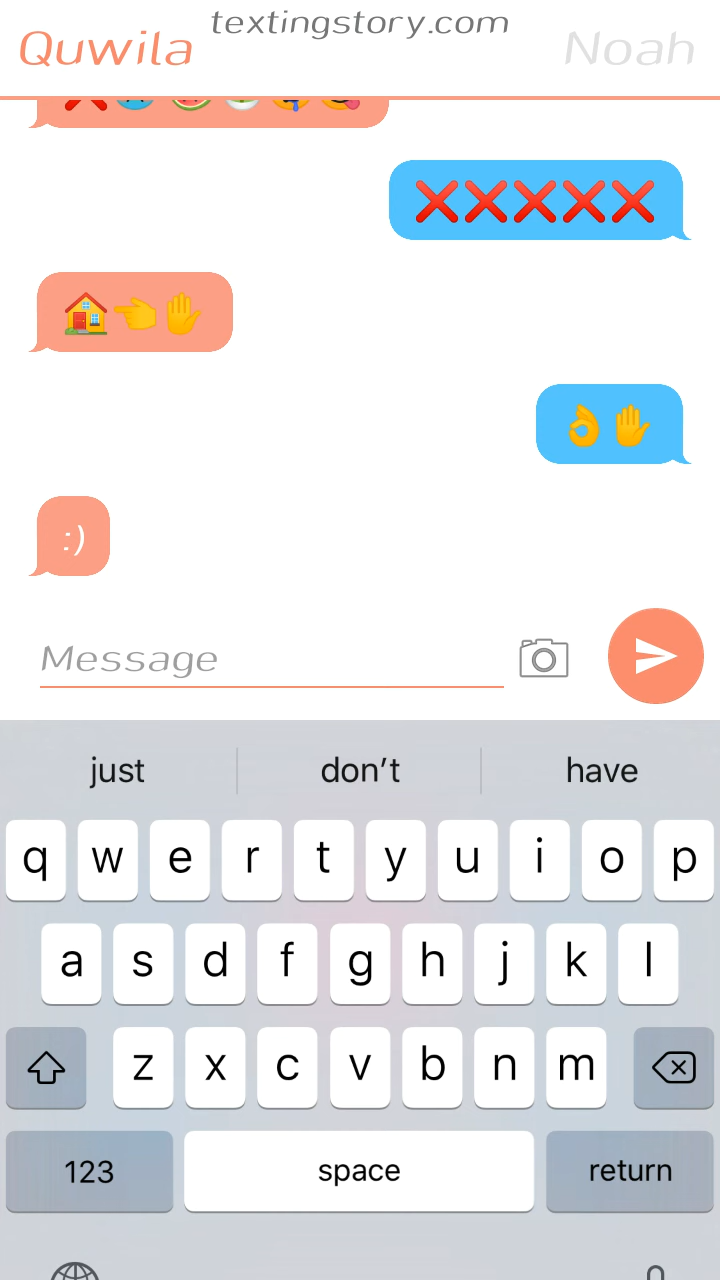 textingstory.com
Quwila
Noah
❌❌❌❌❌
🏠👈✋
👌✋
:)
Message
just don't have
q w e r t y u i o p
a s d f g h j k l
z x c v b n m
123 space return